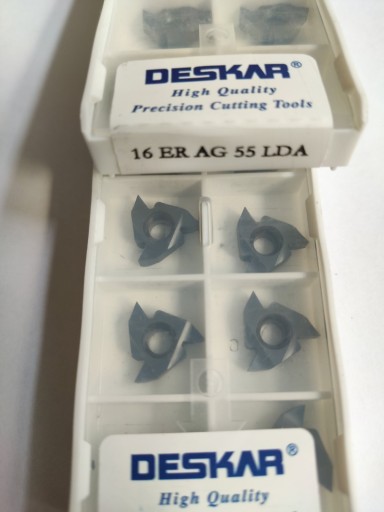 DESKAR®
High Quality
Precision Cutting Tools
16 ER AG 55 LDA
DESKAR®
High Quality